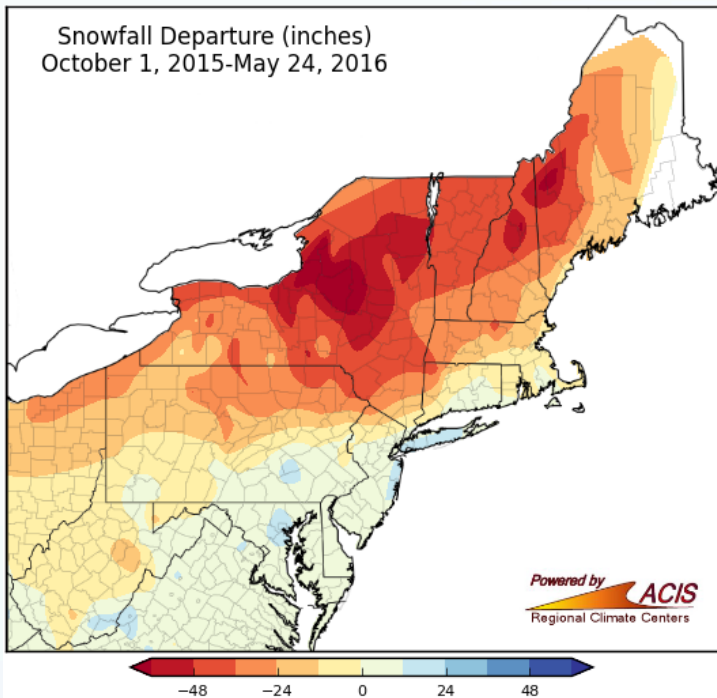 Snowfall Departure (inches)
October 1, 2015-May 24, 2016
Powered by
ACIS
Regional Climate Centers
−48 −24 0 24 48